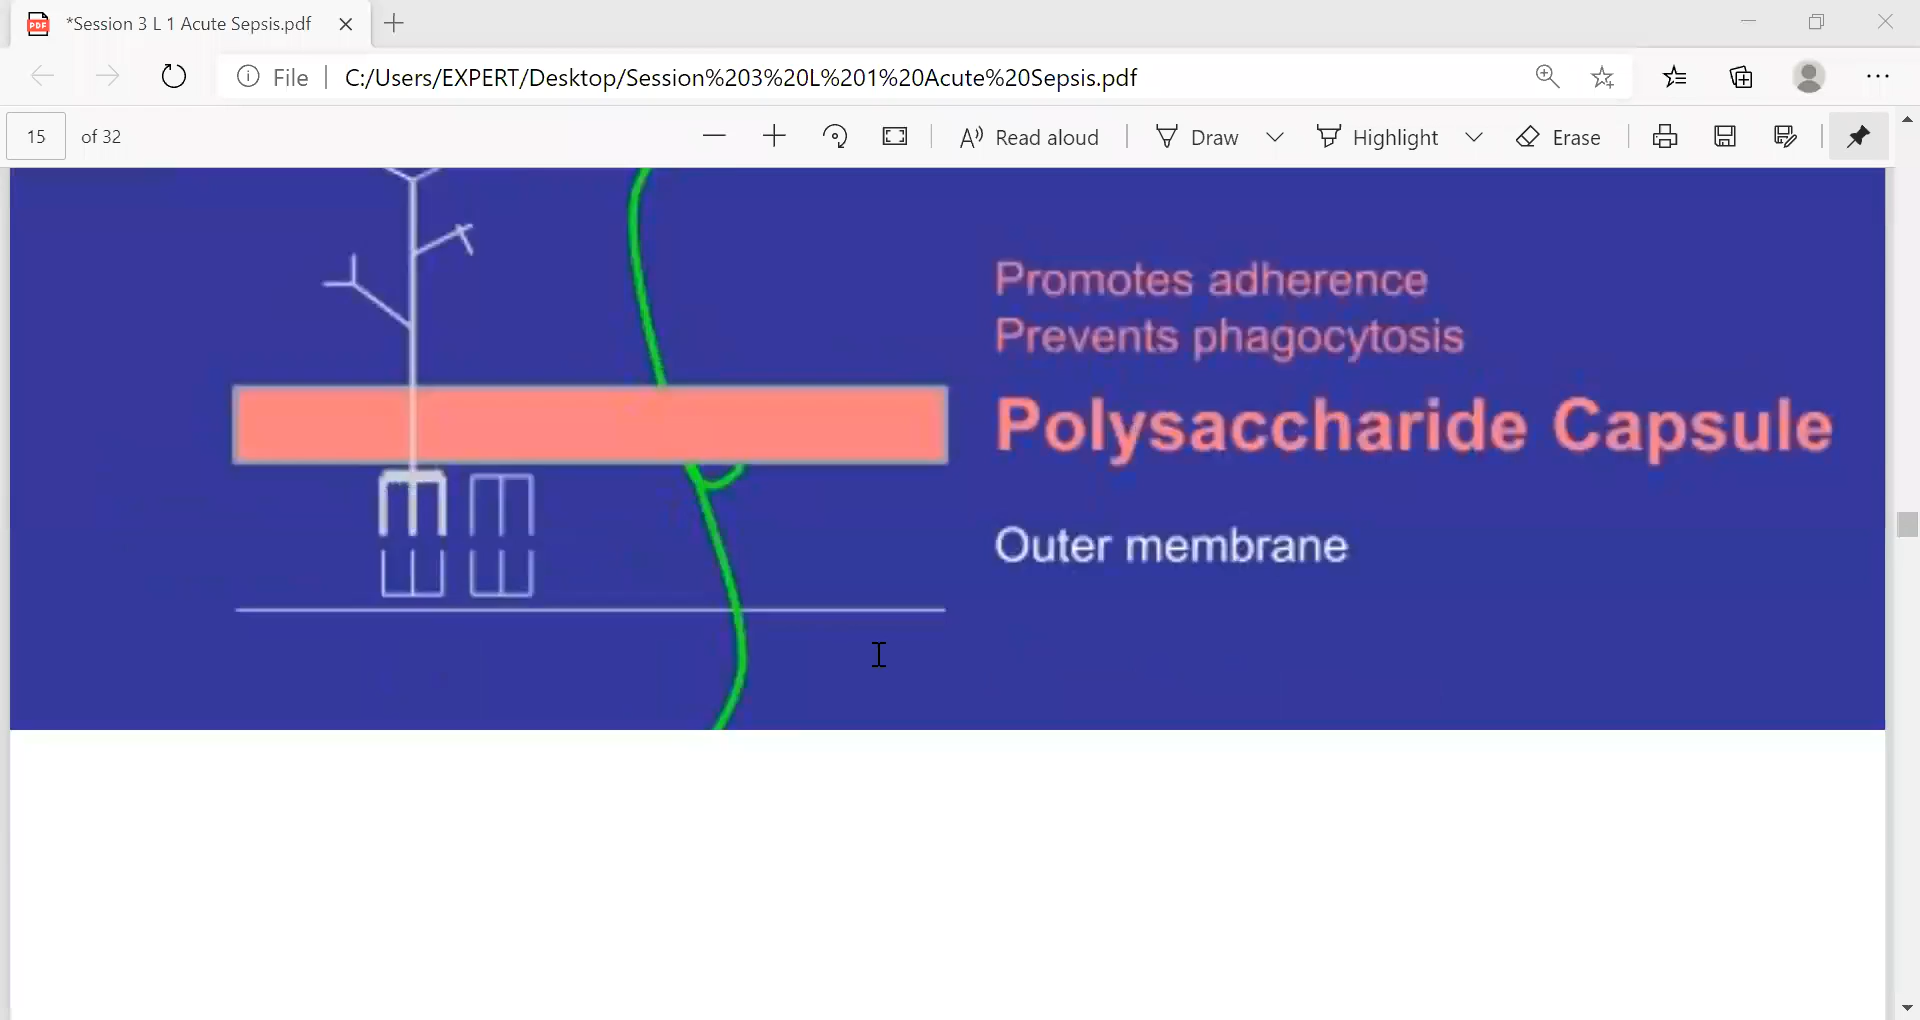 *Session 3 L 1 Acute Sepsis.pdf
File | C:/Users/EXPERT/Desktop/Session%203%20L%201%20Acute%20Sepsis.pdf
15 of 32 Read aloud Draw Highlight Erase
Promotes adherence
Prevents phagocytosis
Polysaccharide Capsule
Outer membrane